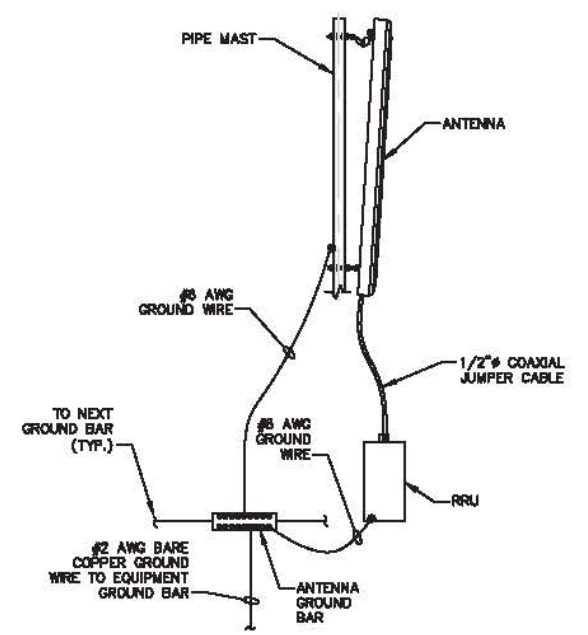 PIPE MAST
ANTENNA
#6 AWG
GROUND WIRE
1/2"ø COAXIAL
JUMPER CABLE
TO NEXT
GROUND BAR
(TYP.)
#6 AWG
GROUND
WIRE
RRU
#2 AWG BARE
COPPER GROUND
WIRE TO EQUIPMENT
GROUND BAR
ANTENNA
GROUND
BAR